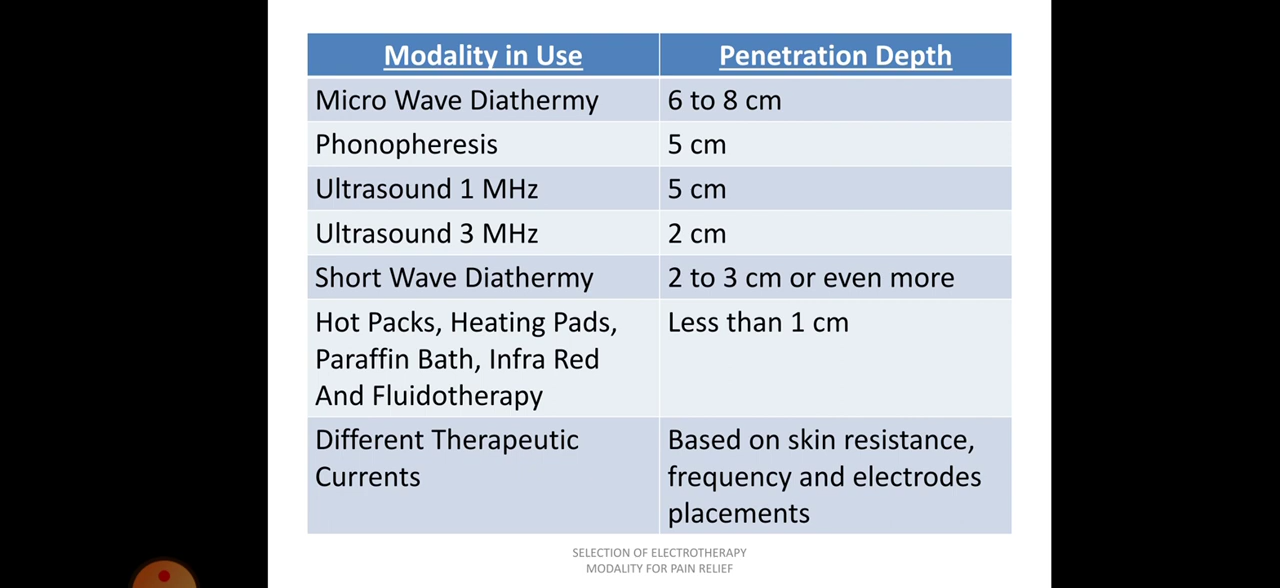 Modality in Use Penetration Depth
Micro Wave Diathermy 6 to 8 cm
Phonopheresis 5 cm
Ultrasound 1 MHz 5 cm
Ultrasound 3 MHz 2 cm
Short Wave Diathermy 2 to 3 cm or even more
Hot Packs, Heating Pads, Less than 1 cm
Paraffin Bath, Infra Red
And Fluidotherapy
Different Therapeutic Based on skin resistance,
Currents frequency and electrodes
placements
SELECTION OF ELECTROTHERAPY
MODALITY FOR PAIN RELIEF